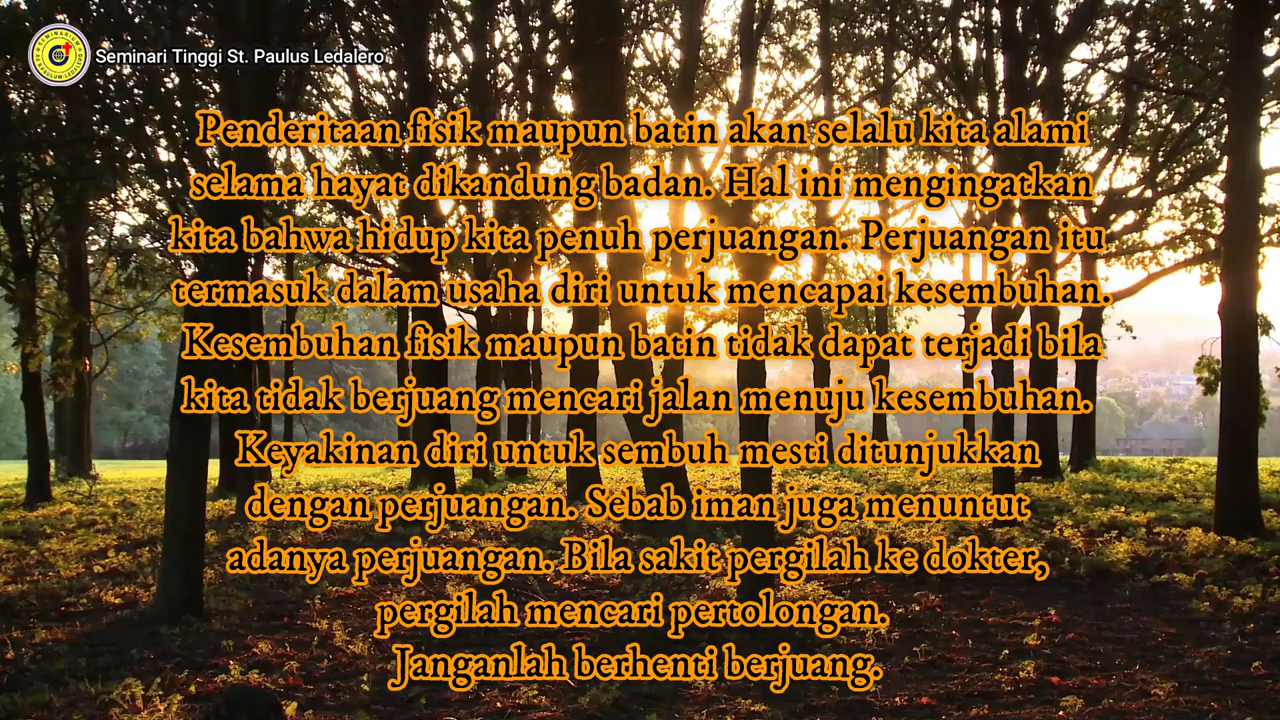 Seminari Tinggi St. Paulus Ledalero
Penderitaan fisik maupun batin akan selalu kita alami
selama hayat dikandung badan. Hal ini mengingatkan
kita bahwa hidup kita penuh perjuangan. Perjuangan itu
termasuk dalam usaha diri untuk mencapai kesembuhan.
Kesembuhan fisik maupun batin tidak dapat terjadi bila
kita tidak berjuang mencari jalan menuju kesembuhan.
Keyakinan diri untuk sembuh mesti ditunjukkan
dengan perjuangan. Sebab iman juga menuntut
adanya perjuangan. Bila sakit pergilah ke dokter,
pergilah mencari pertolongan.
Janganlah berhenti berjuang.